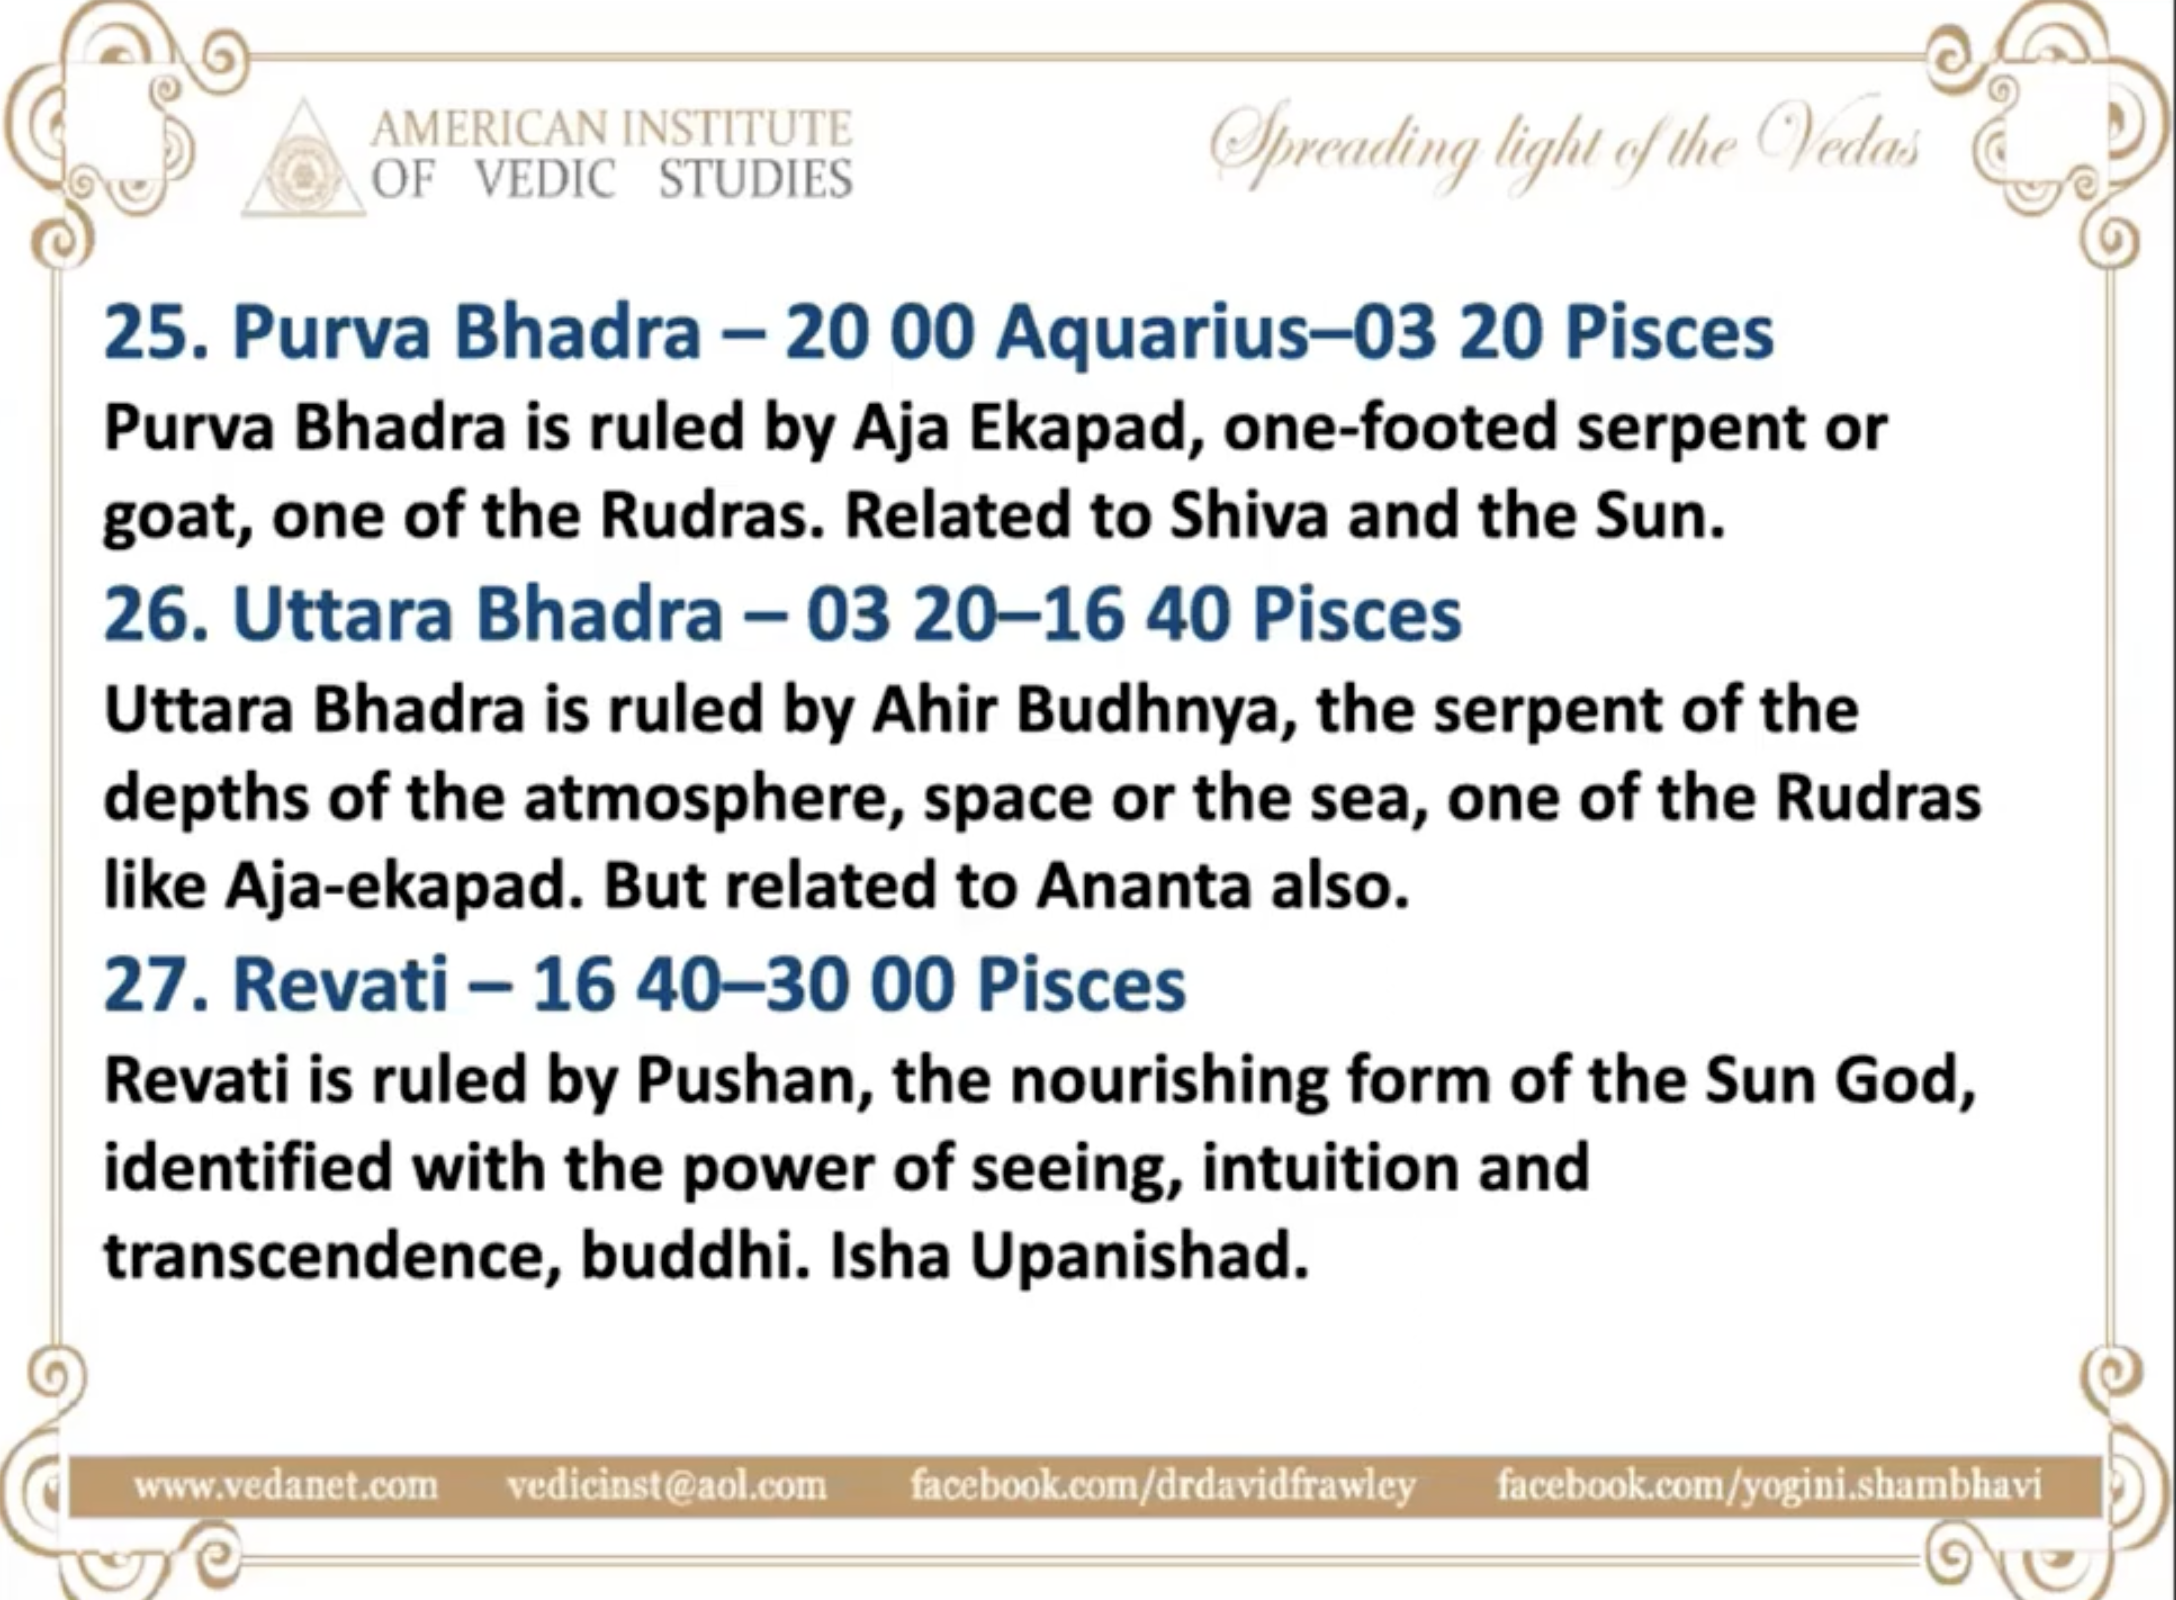 AMERICAN INSTITUTE
OF VEDIC STUDIES
Spreading light of the Vedas
25. Purva Bhadra – 20 00 Aquarius–03 20 Pisces
Purva Bhadra is ruled by Aja Ekapad, one-footed serpent or
goat, one of the Rudras. Related to Shiva and the Sun.
26. Uttara Bhadra – 03 20–16 40 Pisces
Uttara Bhadra is ruled by Ahir Budhnya, the serpent of the
depths of the atmosphere, space or the sea, one of the Rudras
like Aja-ekapad. But related to Ananta also.
27. Revati – 16 40–30 00 Pisces
Revati is ruled by Pushan, the nourishing form of the Sun God,
identified with the power of seeing, intuition and
transcendence, buddhi. Isha Upanishad.
www.vedanet.com vedicinst@aol.com facebook.com/drdavidfrawley facebook.com/yogini.shambhavi